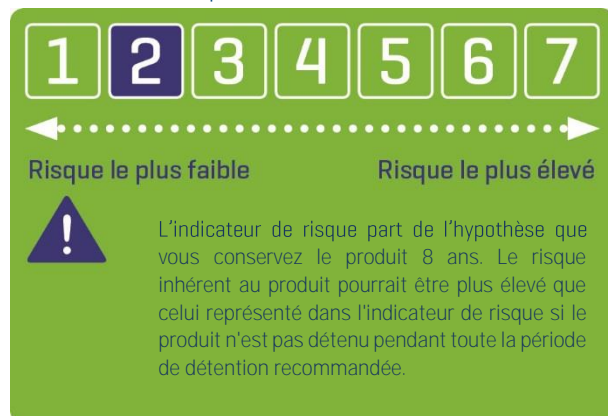 1 2 3 4 5 6 7
Risque le plus faible Risque le plus élevé
!
L'indicateur de risque part de l'hypothèse que
vous conservez le produit 8 ans. Le risque
inhérent au produit pourrait être plus élevé que
celui représenté dans l'indicateur de risque si le
produit n'est pas détenu pendant toute la période
de détention recommandée.